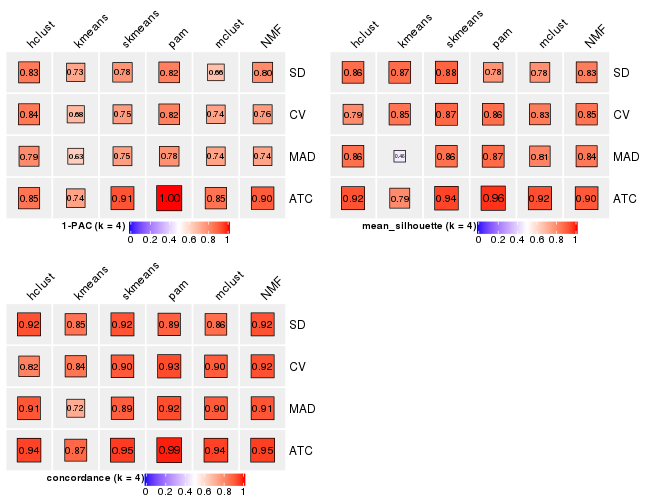 hclust kmeans skmeans pam mclust NMF
0.83 0.73 0.78 0.82 0.66 0.80 SD
0.84 0.68 0.75 0.82 0.74 0.76 CV
0.79 0.63 0.75 0.78 0.74 0.74 MAD
0.85 0.74 0.91 1.00 0.85 0.90 ATC
1-PAC (k = 4)
0 0.2 0.4 0.6 0.8 1
hclust kmeans skmeans pam mclust NMF
0.86 0.87 0.88 0.78 0.78 0.83 SD
0.79 0.85 0.87 0.86 0.83 0.85 CV
0.86 0.86 0.87 0.81 0.84 MAD
0.92 0.79 0.94 0.96 0.92 0.90 ATC
mean_silhouette (k = 4)
0 0.2 0.4 0.6 0.8 1
hclust kmeans skmeans pam mclust NMF
0.92 0.85 0.92 0.89 0.86 0.92 SD
0.82 0.84 0.90 0.93 0.90 0.92 CV
0.91 0.72 0.89 0.92 0.90 0.91 MAD
0.94 0.87 0.95 0.99 0.94 0.95 ATC
concordance (k = 4)
0 0.2 0.4 0.6 0.8 1